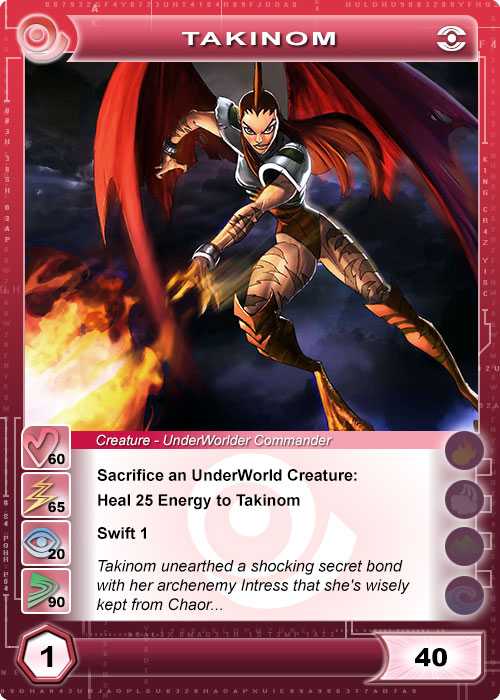 TAKINOM
Creature - UnderWorlder Commander
60
65
20
90
Sacrifice an UnderWorld Creature:
Heal 25 Energy to Takinom
Swift 1
Takinom unearthed a shocking secret bond
with her archenemy Intress that she's wisely
kept from Chaor...
1
40